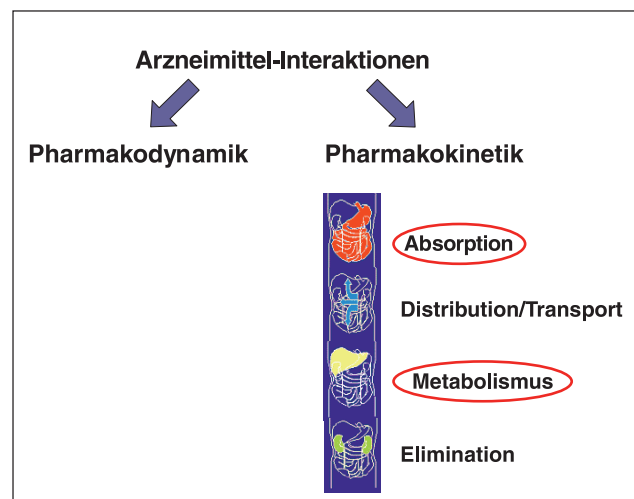 Arzneimittel-Interaktionen
Pharmakodynamik
Pharmakokinetik
Absorption
Distribution/Transport
Metabolismus
Elimination